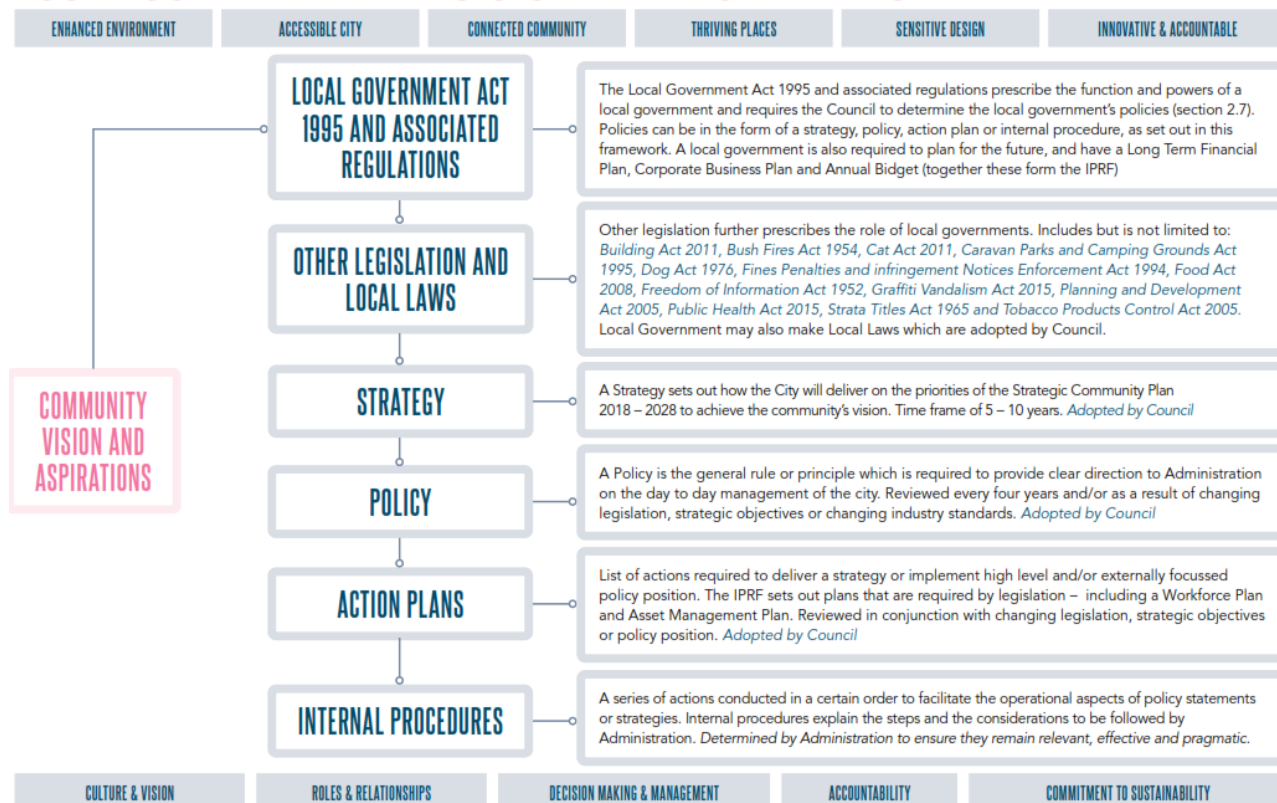 ENHANCED ENVIRONMENT
ACCESSIBLE CITY
CONNECTED COMMUNITY
THRIVING PLACES
SENSITIVE DESIGN
INNOVATIVE & ACCOUNTABLE
COMMUNITY
VISION AND
ASPIRATIONS
LOCAL GOVERNMENT ACT
1995 AND ASSOCIATED
REGULATIONS
The Local Government Act 1995 and associated regulations prescribe the function and powers of a
local government and requires the Council to determine the local government's policies (section 2.7).
Policies can be in the form of a strategy, policy, action plan or internal procedure, as set out in this
framework. A local government is also required to plan for the future, and have a Long Term Financial
Plan, Corporate Business Plan and Annual Budget (together these form the IPRF)
OTHER LEGISLATION AND
LOCAL LAWS
Other legislation further prescribes the role of local governments. Includes but is not limited to:
Building Act 2011, Bush Fires Act 1954, Cat Act 2011, Caravan Parks and Camping Grounds Act
1995, Dog Act 1976, Fines Penalties and infringement Notices Enforcement Act 1994, Food Act
2008, Freedom of Information Act 1952, Graffiti Vandalism Act 2015, Planning and Development
Act 2005, Public Health Act 2015, Strata Titles Act 1965 and Tobacco Products Control Act 2005.
Local Government may also make Local Laws which are adopted by Council.
STRATEGY
A Strategy sets out how the City will deliver on the priorities of the Strategic Community Plan
2018 – 2028 to achieve the community's vision. Time frame of 5 – 10 years. Adopted by Council
POLICY
A Policy is the general rule or principle which is required to provide clear direction to Administration
on the day to day management of the city. Reviewed every four years and/or as a result of changing
legislation, strategic objectives or changing industry standards. Adopted by Council
ACTION PLANS
List of actions required to deliver a strategy or implement high level and/or externally focussed
policy position. The IPRF sets out plans that are required by legislation – including a Workforce Plan
and Asset Management Plan. Reviewed in conjunction with changing legislation, strategic objectives
or policy position. Adopted by Council
INTERNAL PROCEDURES
A series of actions conducted in a certain order to facilitate the operational aspects of policy statements
or strategies. Internal procedures explain the steps and the considerations to be followed by
Administration. Determined by Administration to ensure they remain relevant, effective and pragmatic.
CULTURE & VISION
ROLES & RELATIONSHIPS
DECISION MAKING & MANAGEMENT
ACCOUNTABILITY
COMMITMENT TO SUSTAINABILITY